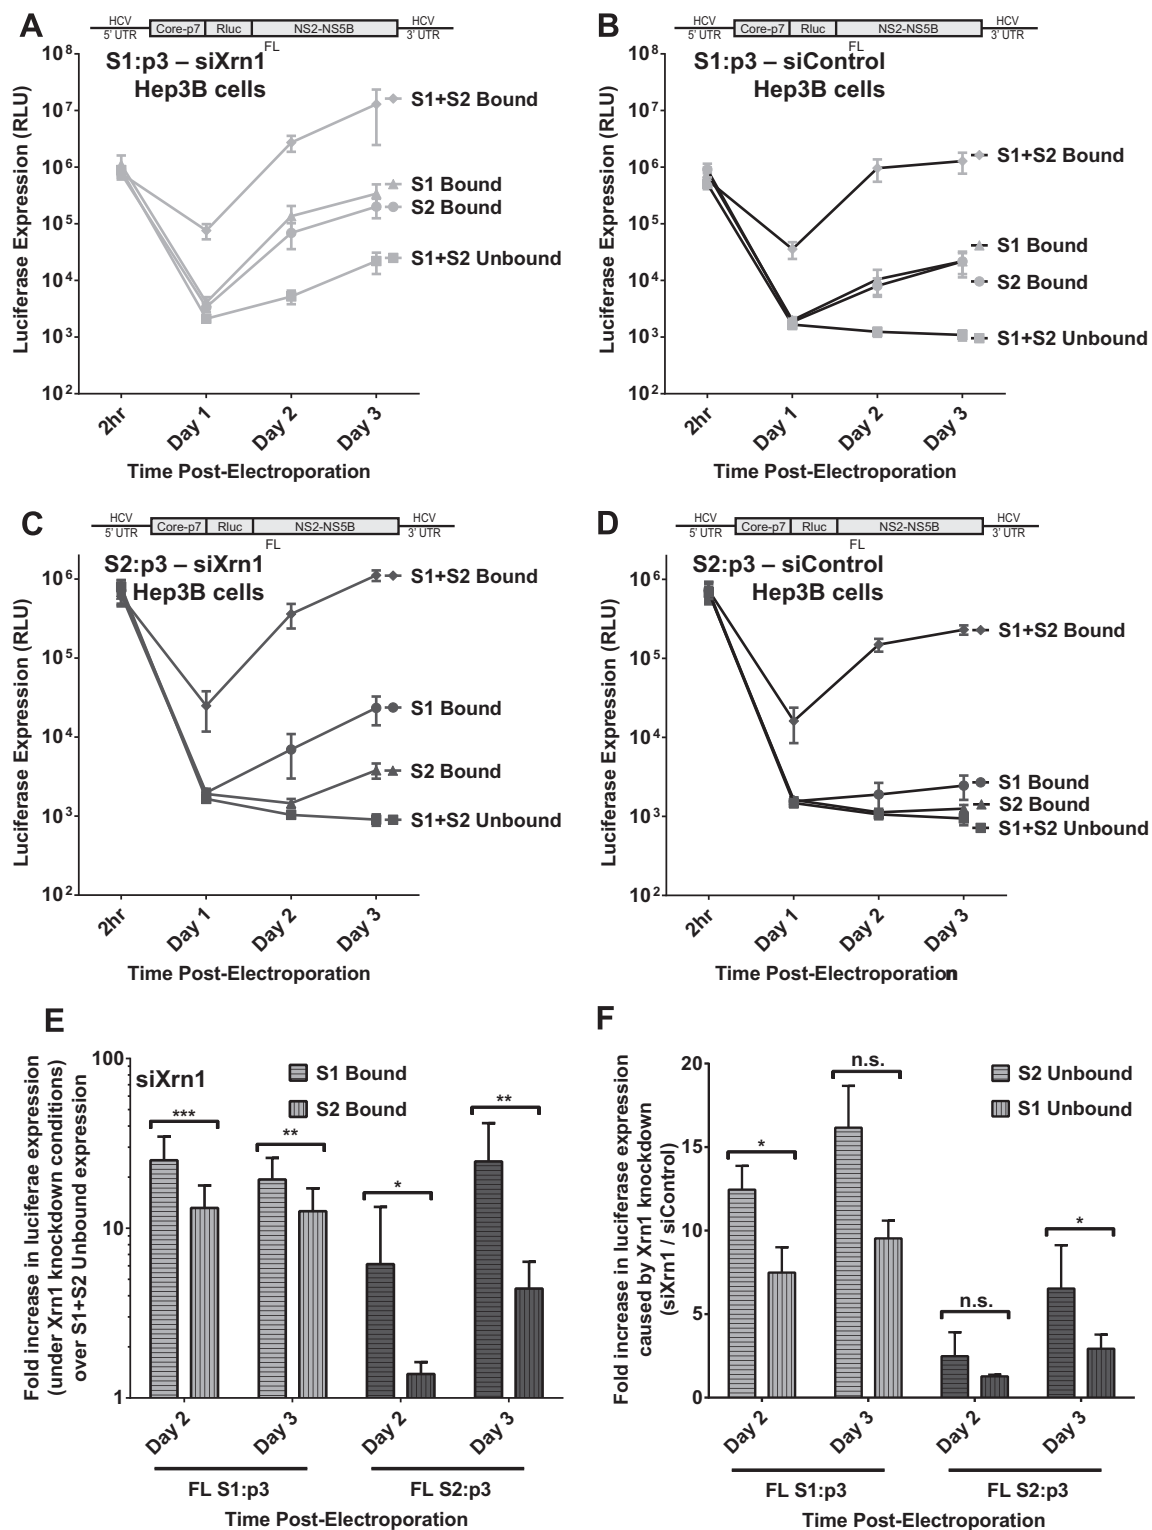 A
HCV
5' UTR
Core-p7
Rluc
NS2-NS5B
HCV
3' UTR
FL
S1:p3 – siXrn1
Hep3B cells
Luciferase Expression (RLU)
10⁸
10⁷
10⁶
10⁵
10⁴
10³
10²
S1+S2 Bound
S1 Bound
S2 Bound
S1+S2 Unbound
2hr
Day 1
Day 2
Day 3
Time Post-Electroporation
B
HCV
5' UTR
Core-p7
Rluc
NS2-NS5B
HCV
3' UTR
FL
S1:p3 – siControl
Hep3B cells
Luciferase Expression (RLU)
10⁸
10⁷
10⁶
10⁵
10⁴
10³
10²
S1+S2 Bound
S1 Bound
S2 Bound
S1+S2 Unbound
2hr
Day 1
Day 2
Day 3
Time Post-Electroporation
C
HCV
5' UTR
Core-p7
Rluc
NS2-NS5B
HCV
3' UTR
FL
S2:p3 – siXrn1
Hep3B cells
Luciferase Expression (RLU)
10⁶
10⁵
10⁴
10³
10²
S1+S2 Bound
S1 Bound
S2 Bound
S1+S2 Unbound
2hr
Day 1
Day 2
Day 3
Time Post-Electroporation
D
HCV
5' UTR
Core-p7
Rluc
NS2-NS5B
HCV
3' UTR
FL
S2:p3 – siControl
Hep3B cells
Luciferase Expression (RLU)
10⁶
10⁵
10⁴
10³
10²
S1+S2 Bound
S1 Bound
S2 Bound
S1+S2 Unbound
2hr
Day 1
Day 2
Day 3
Time Post-Electroporation
E
Fold increase in luciferae expression
(under Xrn1 knockdown conditions)
over S1+S2 Unbound expression
100
10
1
siXrn1
S1 Bound
S2 Bound
***
**
*
**
Day 2
Day 3
Day 2
Day 3
FL S1:p3
FL S2:p3
Time Post-Electroporation
F
Fold increase in luciferase expression
caused by Xrn1 knockdown
(siXrn1 / siControl)
20
15
10
5
0
S2 Unbound
S1 Unbound
*
n.s.
n.s.
*
Day 2
Day 3
Day 2
Day 3
FL S1:p3
FL S2:p3
Time Post-Electroporation